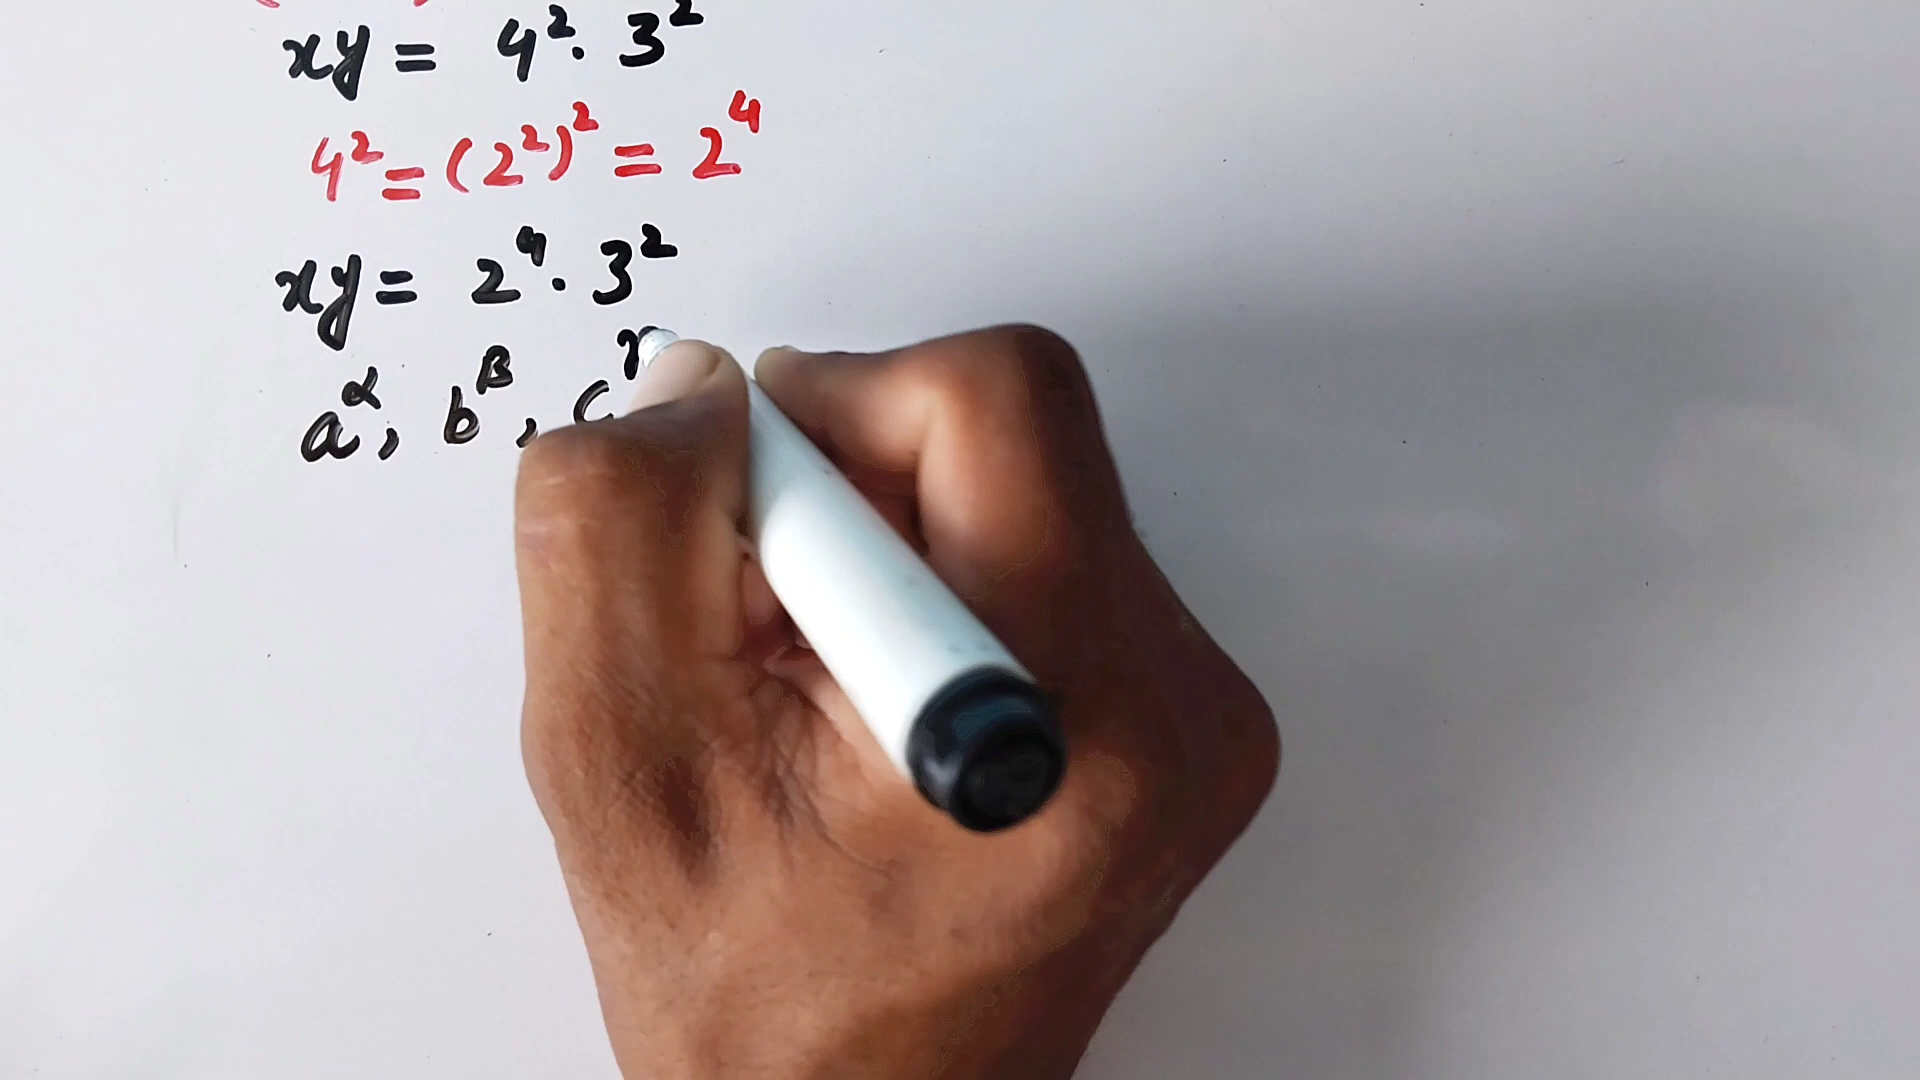 xy = 4². 3²
4² = (2²)² = 2⁴
xy = 2⁴. 3²
a^α, b^β, c